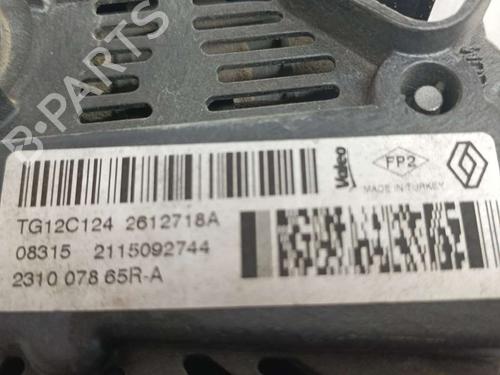 B-PARTS
Valeo
FP2
MADE IN TURKEY
TG12C124 2612718A
08315 2115092744
2310 078 65R-A